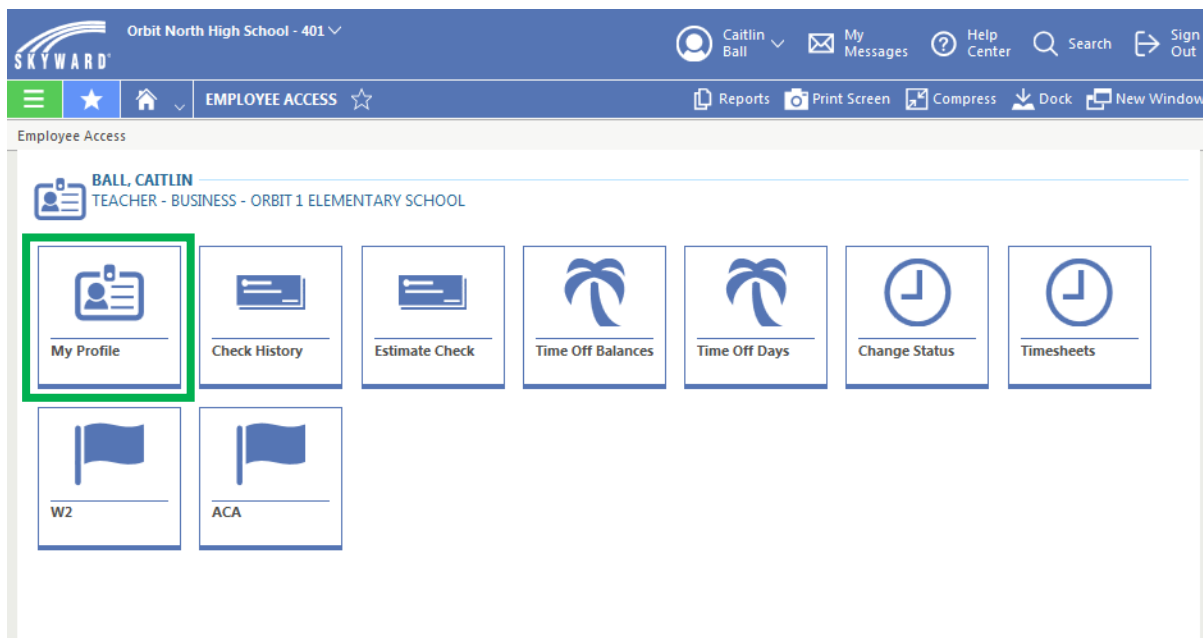 Orbit North High School - 401
SKYWARD
Caitlin Ball
My Messages
Help Center
Search
Sign Out
EMPLOYEE ACCESS
Reports
Print Screen
Compress
Dock
New Window
Employee Access
BALL, CAITLIN
TEACHER - BUSINESS - ORBIT 1 ELEMENTARY SCHOOL
My Profile
Check History
Estimate Check
Time Off Balances
Time Off Days
Change Status
Timesheets
W2
ACA